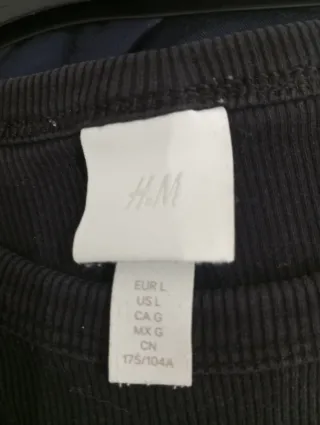 H&M
EUR L
US L
CA G
MX G
CN
175/104A